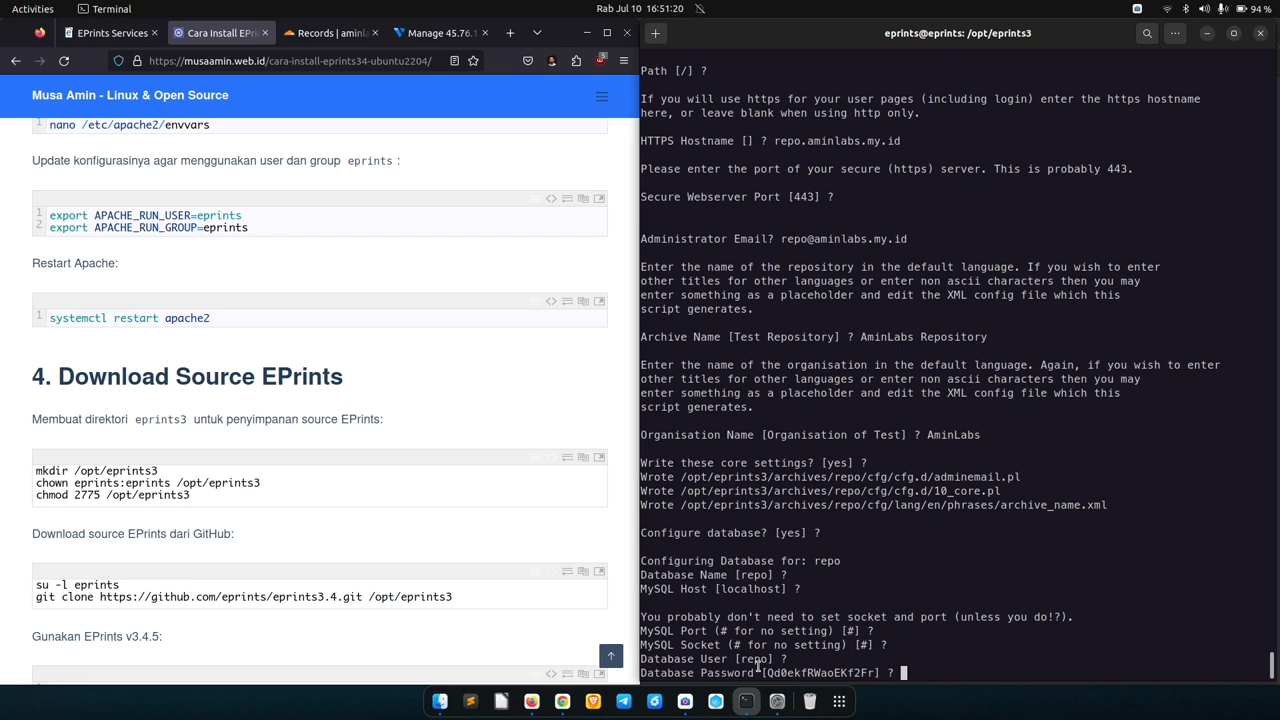 Activities
Terminal
Rab Jul 10 16:51:20
94 %
EPrints Services
Cara Install EPri
Records | aminla
Manage 45.76.1
https://musaamin.web.id/cara-install-eprints34-ubuntu2204/
5
Musa Amin - Linux & Open Source
1 nano /etc/apache2/envvars
Update konfigurasinya agar menggunakan user dan group eprints :
1 export APACHE_RUN_USER=eprints
2 export APACHE_RUN_GROUP=eprints
Restart Apache:
1 systemctl restart apache2
4. Download Source EPrints
Membuat direktori eprints3 untuk penyimpanan source EPrints:
mkdir /opt/eprints3
chown eprints:eprints /opt/eprints3
chmod 2775 /opt/eprints3
Download source EPrints dari GitHub:
su -l eprints
git clone https://github.com/eprints/eprints3.4.git /opt/eprints3
Gunakan EPrints v3.4.5:
eprints@eprints: /opt/eprints3
Path [/] ?
If you will use https for your user pages (including login) enter the https hostname
here, or leave blank when using http only.
HTTPS Hostname [] ? repo.aminlabs.my.id
Please enter the port of your secure (https) server. This is probably 443.
Secure Webserver Port [443] ?
Administrator Email? repo@aminlabs.my.id
Enter the name of the repository in the default language. If you wish to enter
other titles for other languages or enter non ascii characters then you may
enter something as a placeholder and edit the XML config file which this
script generates.
Archive Name [Test Repository] ? AminLabs Repository
Enter the name of the organisation in the default language. Again, if you wish to enter
other titles for other languages or enter non ascii characters then you may
enter something as a placeholder and edit the XML config file which this
script generates.
Organisation Name [Organisation of Test] ? AminLabs
Write these core settings? [yes] ?
Wrote /opt/eprints3/archives/repo/cfg/cfg.d/adminemail.pl
Wrote /opt/eprints3/archives/repo/cfg/cfg.d/10_core.pl
Wrote /opt/eprints3/archives/repo/cfg/lang/en/phrases/archive_name.xml
Configure database? [yes] ?
Configuring Database for: repo
Database Name [repo] ?
MySQL Host [localhost] ?
You probably don't need to set socket and port (unless you do!?).
MySQL Port (# for no setting) [#] ?
MySQL Socket (# for no setting) [#] ?
Database User [repo] ?
Database Password [Qd0ekfRWaoEKf2Fr] ?